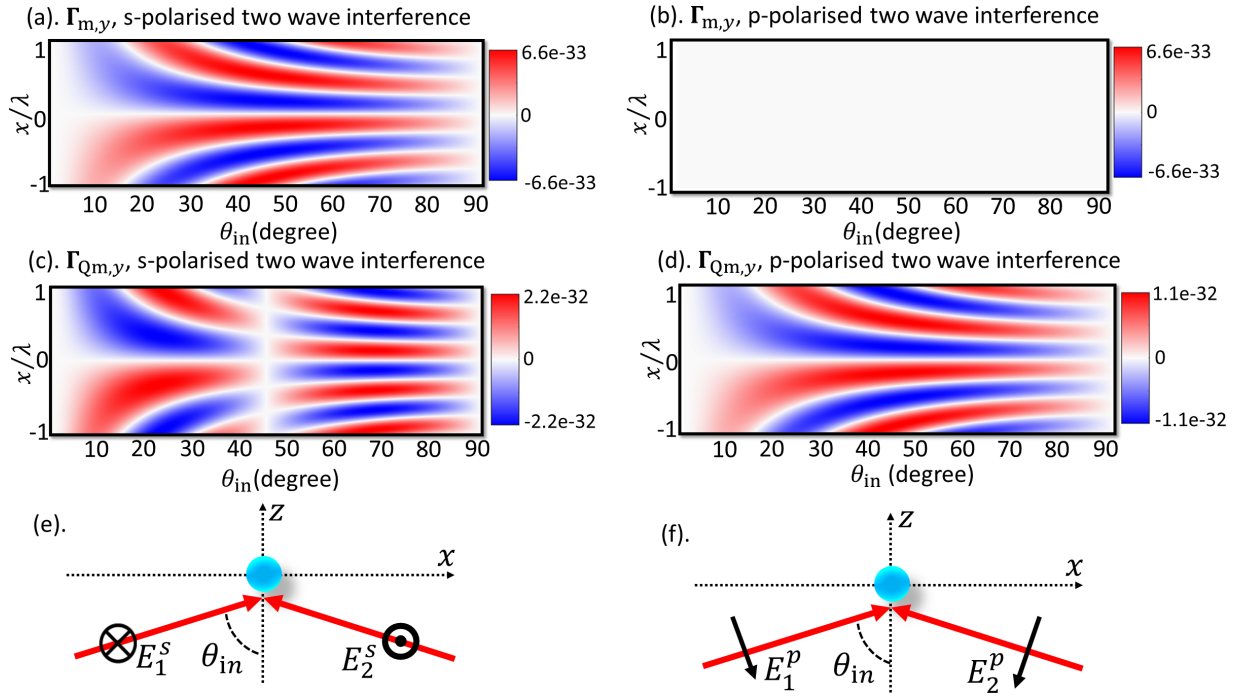 (a). Γm,y, s-polarised two wave interference
1
0
-1
x/λ
10 20 30 40 50 60 70 80 90
θin(degree)
6.6e-33
0
-6.6e-33
(b). Γm,y, p-polarised two wave interference
1
0
-1
x/λ
10 20 30 40 50 60 70 80 90
θin(degree)
6.6e-33
0
-6.6e-33
(c). ΓQm,y, s-polarised two wave interference
1
0
-1
x/λ
10 20 30 40 50 60 70 80 90
θin(degree)
2.2e-32
0
-2.2e-32
(d). ΓQm,y, p-polarised two wave interference
1
0
-1
x/λ
10 20 30 40 50 60 70 80 90
θin (degree)
1.1e-32
0
-1.1e-32
(e).
z
x
E1s
θin
E2s
(f).
z
x
E1p
θin
E2p